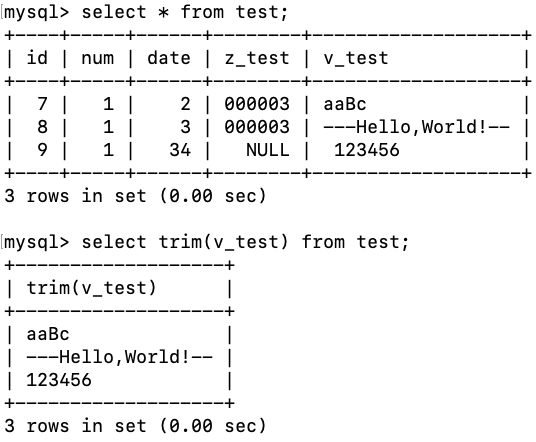 mysql> select * from test;
+----+-----+------+--------+-------------------+
| id | num | date | z_test | v_test            |
+----+-----+------+--------+-------------------+
|  7 |   1 |    2 | 000003 | aaBc              |
|  8 |   1 |    3 | 000003 | ---Hello,World!-- |
|  9 |   1 |   34 |   NULL |  123456           |
+----+-----+------+--------+-------------------+
3 rows in set (0.00 sec)

mysql> select trim(v_test) from test;
+-------------------+
| trim(v_test)      |
+-------------------+
| aaBc              |
| ---Hello,World!-- |
| 123456            |
+-------------------+
3 rows in set (0.00 sec)